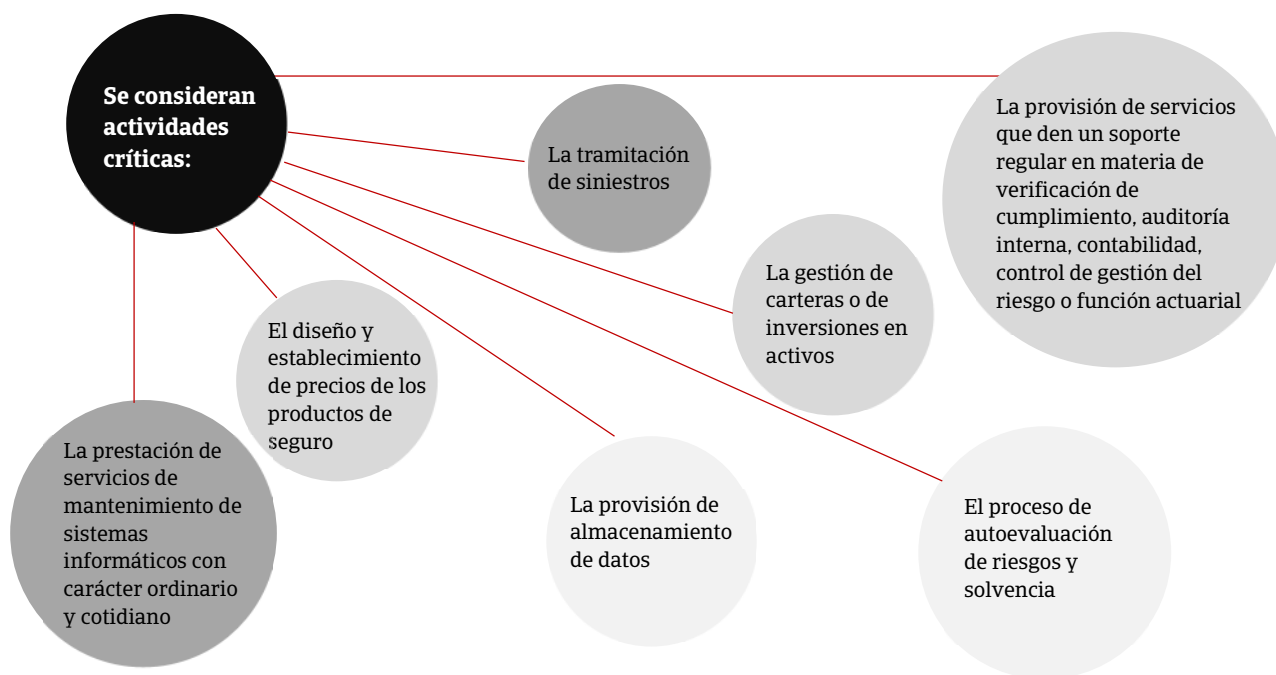 Se consideran
actividades
críticas:
La provisión de servicios
que den un soporte
regular en materia de
verificación de
cumplimiento, auditoría
interna, contabilidad,
control de gestión del
riesgo o función actuarial
La tramitación
de siniestros
La gestión de
carteras o de
inversiones en
activos
El diseño y
establecimiento
de precios de los
productos de
seguro
La prestación de
servicios de
mantenimiento de
sistemas
informáticos con
carácter ordinario
y cotidiano
La provisión de
almacenamiento
de datos
El proceso de
autoevaluación
de riesgos y
solvencia